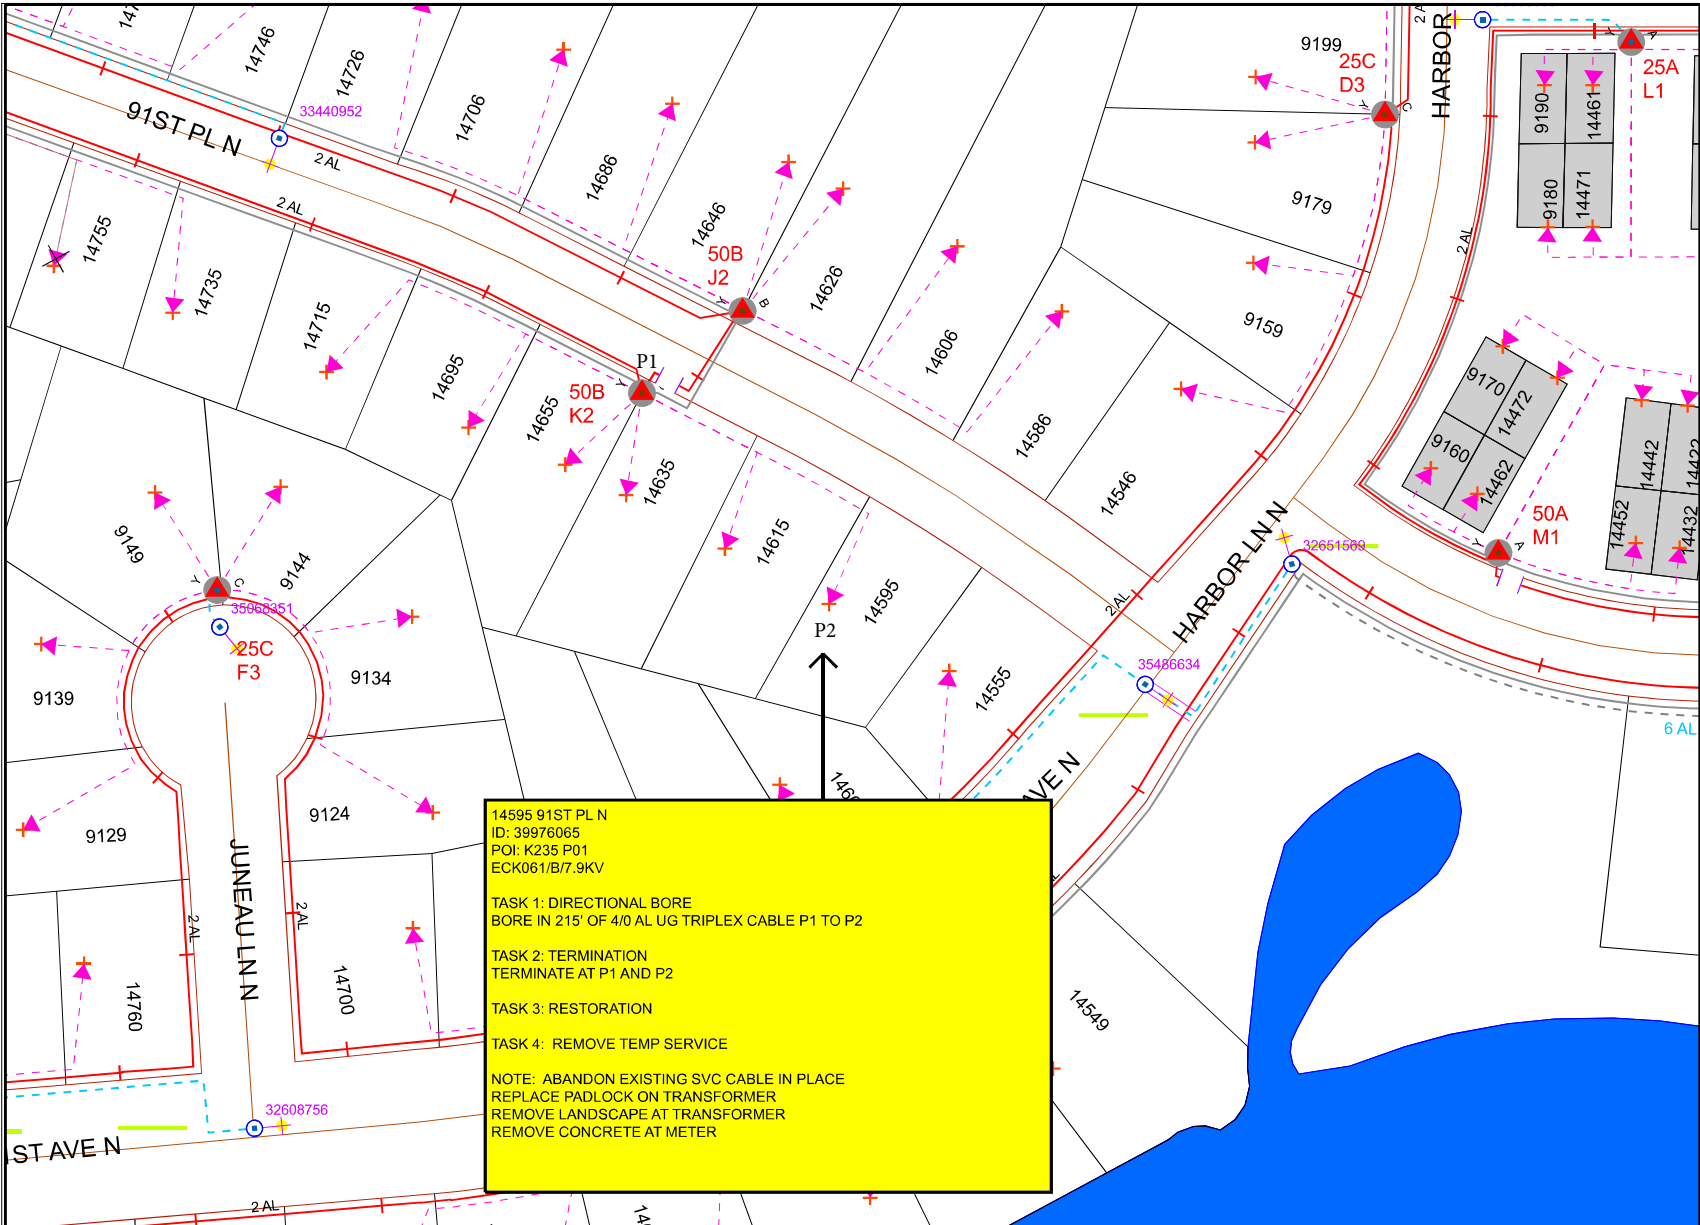 14746
14726
14706
14686
14646
14626
14606
14586
14546
33440952
91ST PL N
2 AL
2 AL
14755
14735
14715
14695
14655
14635
14615
14595
14555
50B
J2
Y
B
P1
50B
K2
Y
P2
9199
25C
D3
Y
C
9179
9159
2 AL
HARBOR
25A
L1
Y
A
9190
14461
9180
14471
2 AL
9170
14472
9160
14462
14442
14422
14452
14432
50A
M1
Y
A
32651569
HARBOR LN N
2 AL
35486634
AVE N
6 AL
9149
9144
Y
C
35068351
25C
F3
9139
9134
9129
9124
JUNEAU LN N
2 AL
2 AL
14760
14700
32608756
ST AVE N
2 AL
14549
14595 91ST PL N
ID: 39976065
POI: K235 P01
ECK061/B/7.9KV
TASK 1: DIRECTIONAL BORE
BORE IN 215' OF 4/0 AL UG TRIPLEX CABLE P1 TO P2
TASK 2: TERMINATION
TERMINATE AT P1 AND P2
TASK 3: RESTORATION
TASK 4: REMOVE TEMP SERVICE
NOTE: ABANDON EXISTING SVC CABLE IN PLACE
REPLACE PADLOCK ON TRANSFORMER
REMOVE LANDSCAPE AT TRANSFORMER
REMOVE CONCRETE AT METER